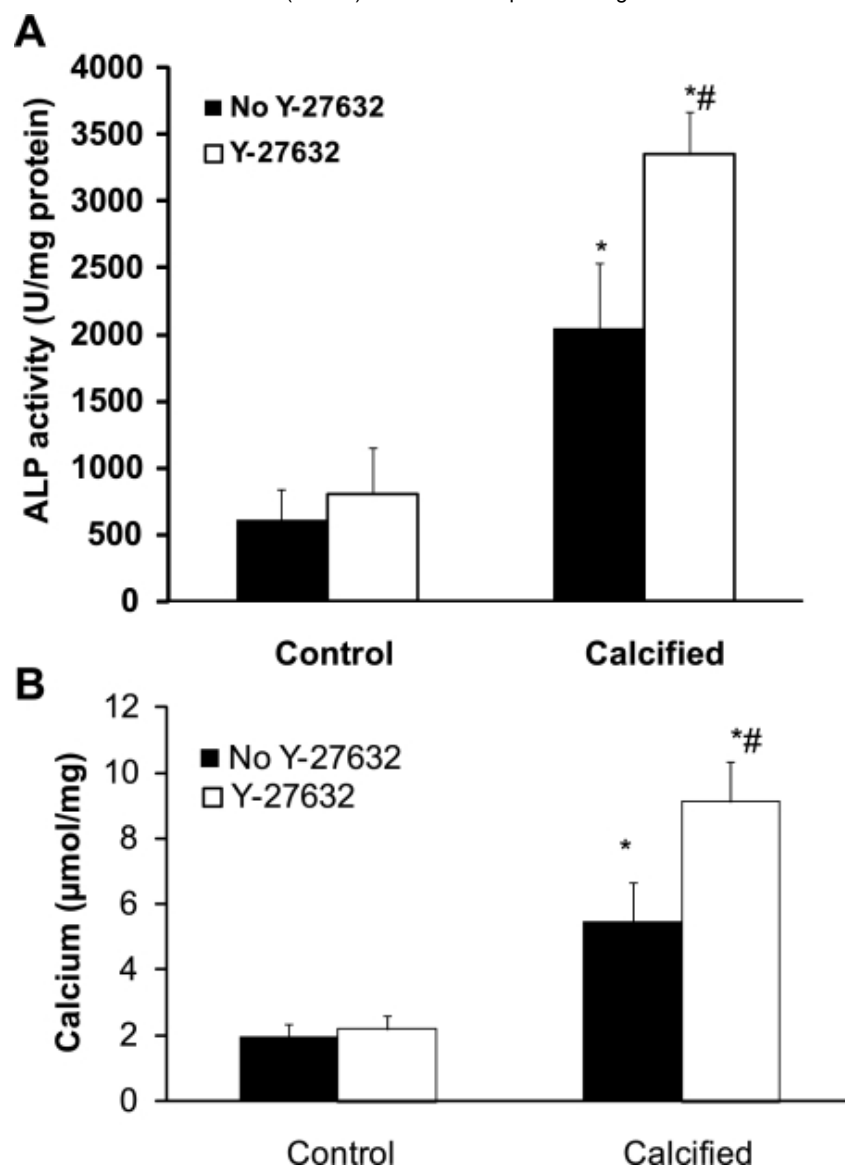 A
4000
3500
3000
2500
2000
1500
1000
500
0
ALP activity (U/mg protein)
No Y-27632
Y-27632
*
*#
Control Calcified
B
12
10
8
6
4
2
0
Calcium (µmol/mg)
No Y-27632
Y-27632
*
*#
Control Calcified